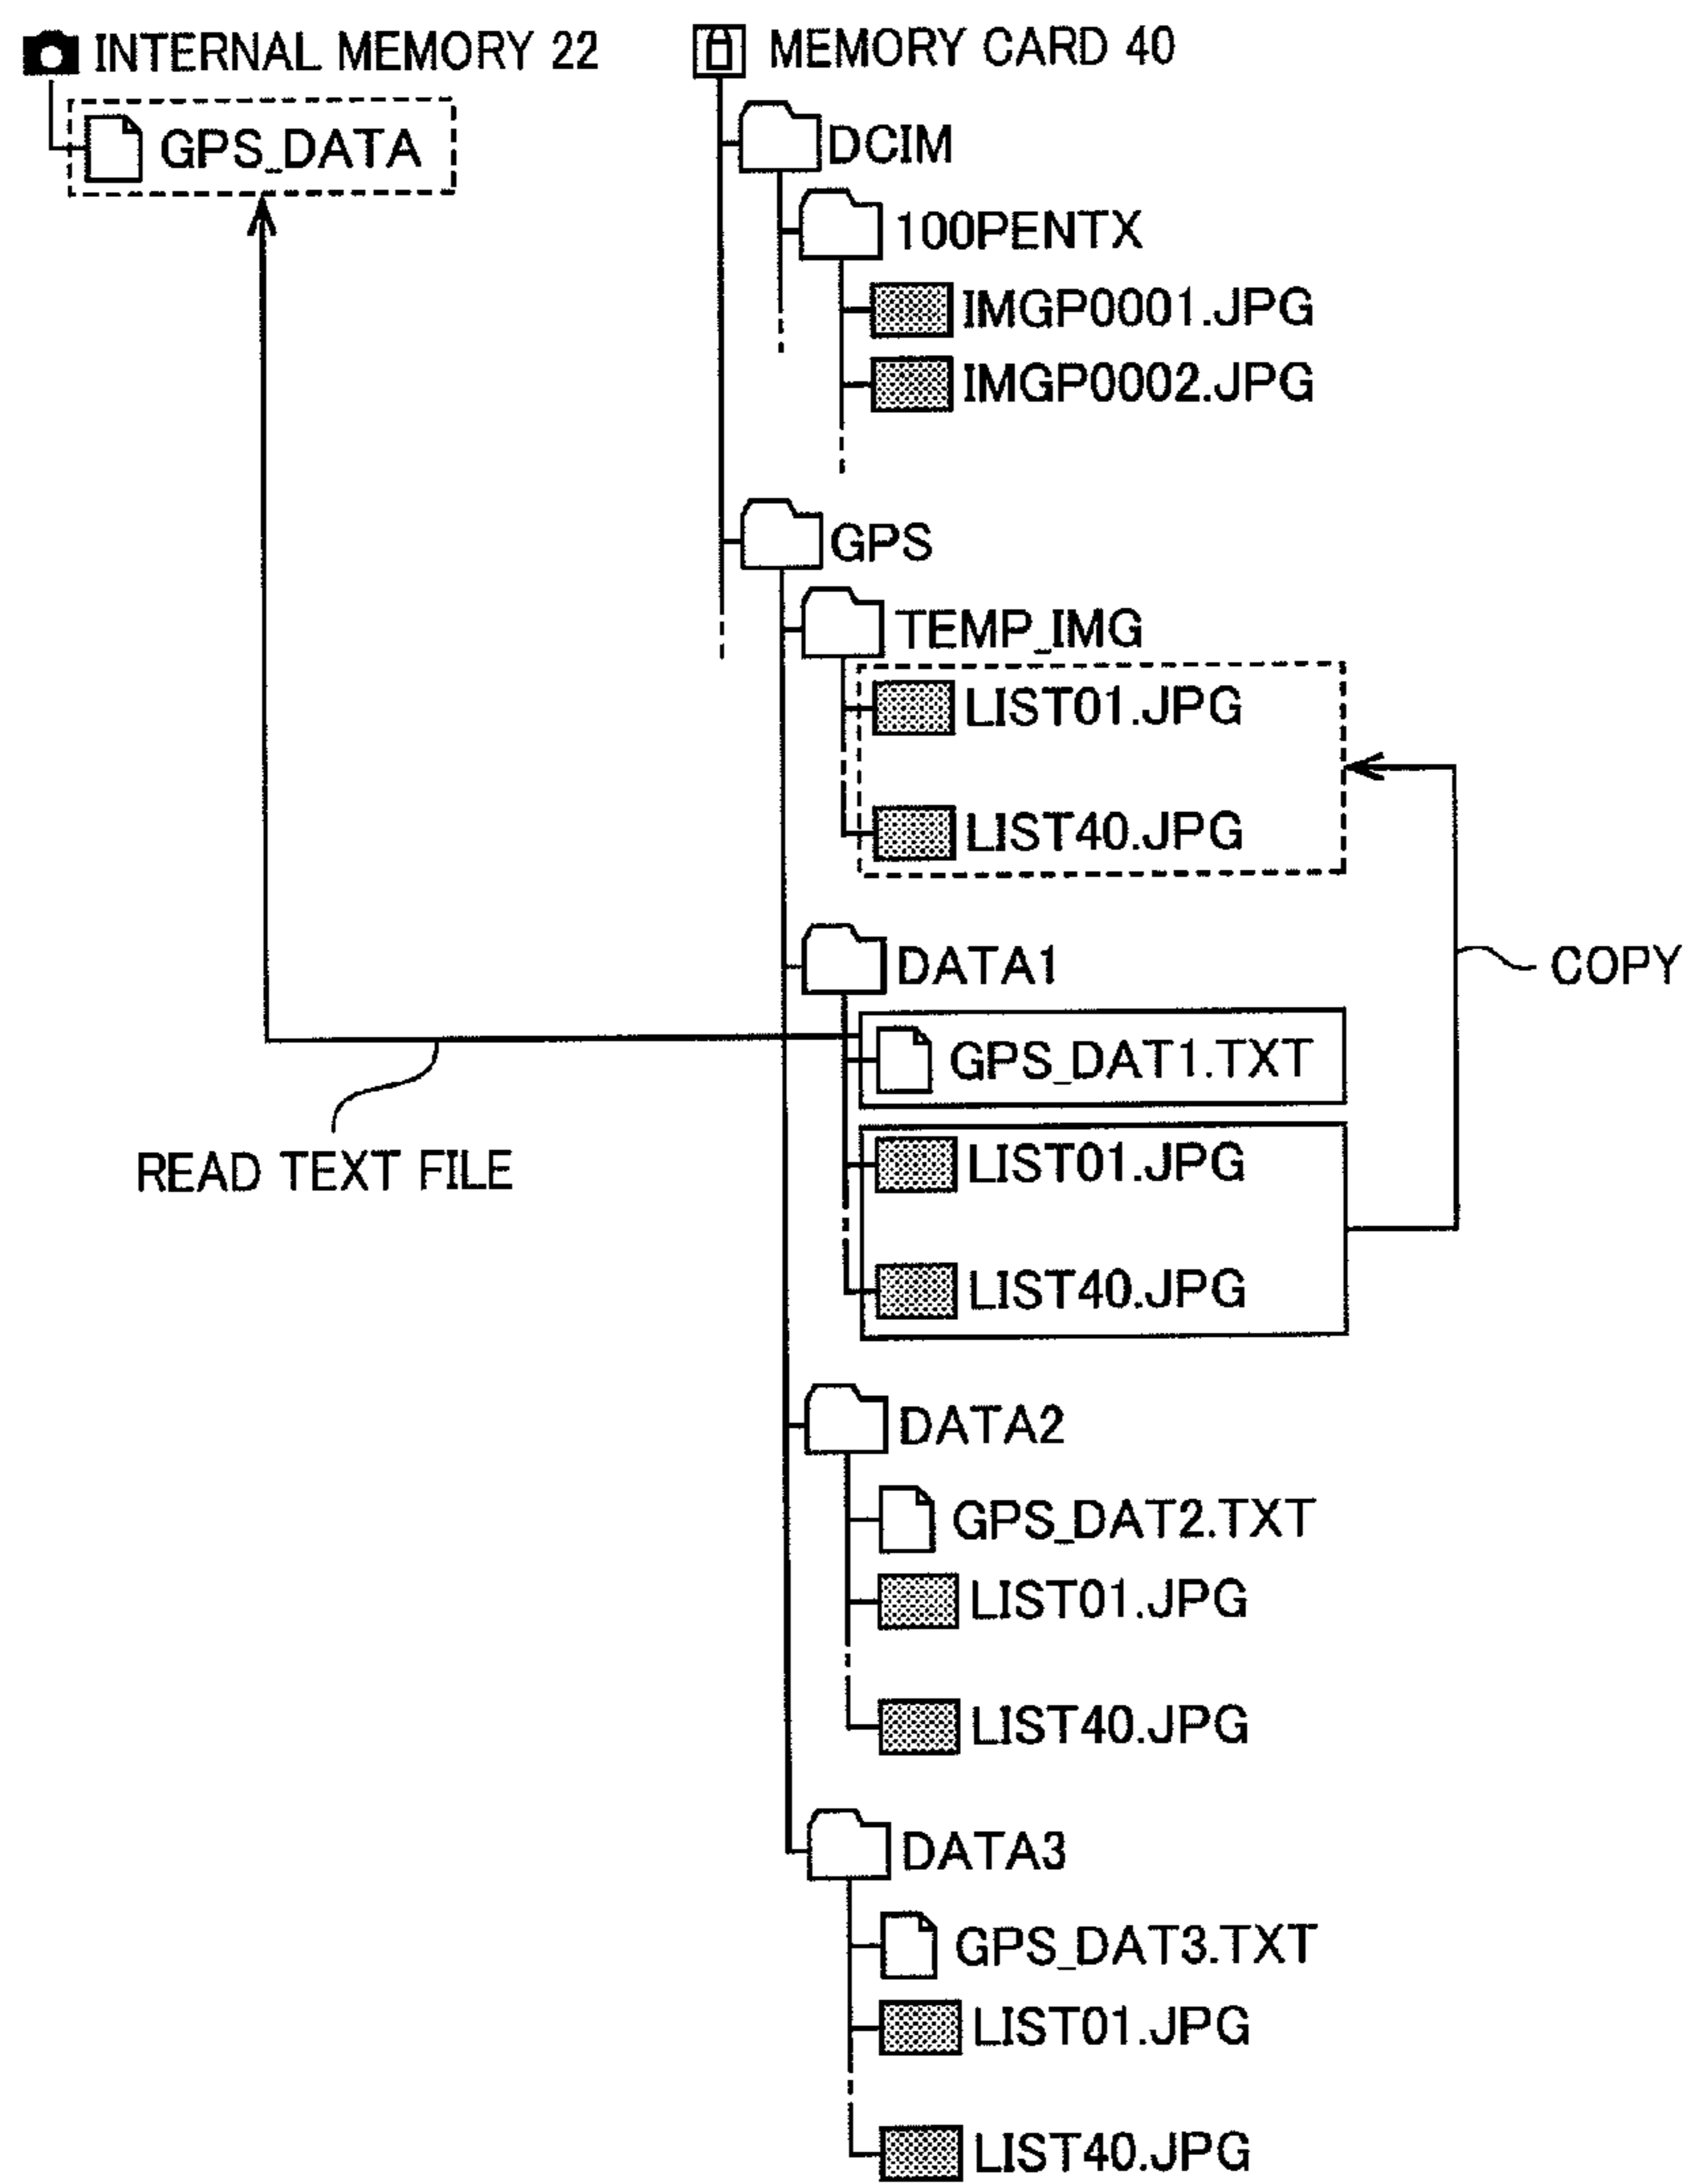 INTERNAL MEMORY 22
GPS_DATA
MEMORY CARD 40
DCIM
100PENTX
IMGP0001.JPG
IMGP0002.JPG
GPS
TEMP_IMG
LIST01.JPG
LIST40.JPG
DATA1
COPY
GPS_DAT1.TXT
READ TEXT FILE
LIST01.JPG
LIST40.JPG
DATA2
GPS_DAT2.TXT
LIST01.JPG
LIST40.JPG
DATA3
GPS_DAT3.TXT
LIST01.JPG
LIST40.JPG